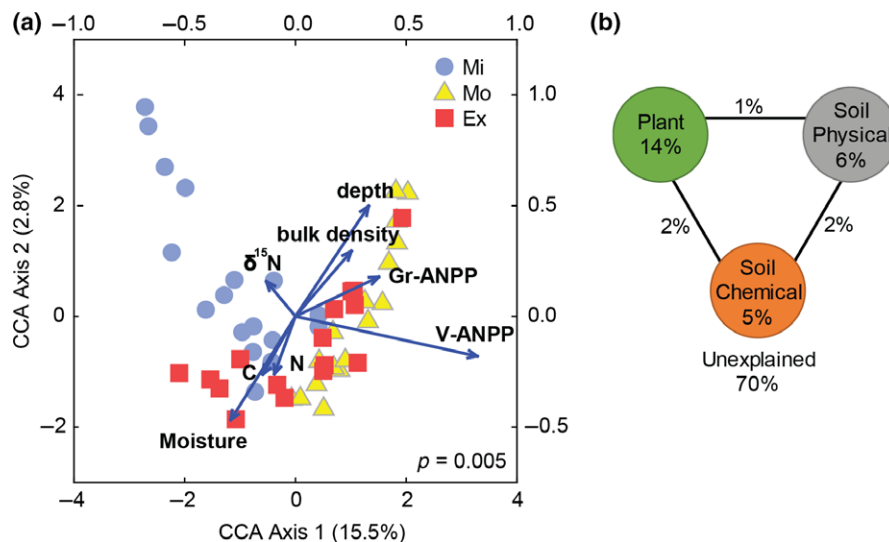 (a)
−1.0 −0.5 0.0 0.5 1.0
Mi
Mo
Ex
4
2
0
−2
1.0
0.5
0.0
−0.5
CCA Axis 2 (2.8%)
depth
bulk density
δ15N
Gr-ANPP
V-ANPP
C
N
Moisture
p = 0.005
−4 −2 0 2 4
CCA Axis 1 (15.5%)
(b)
Plant
14%
1%
Soil
Physical
6%
2%
2%
Soil
Chemical
5%
Unexplained
70%